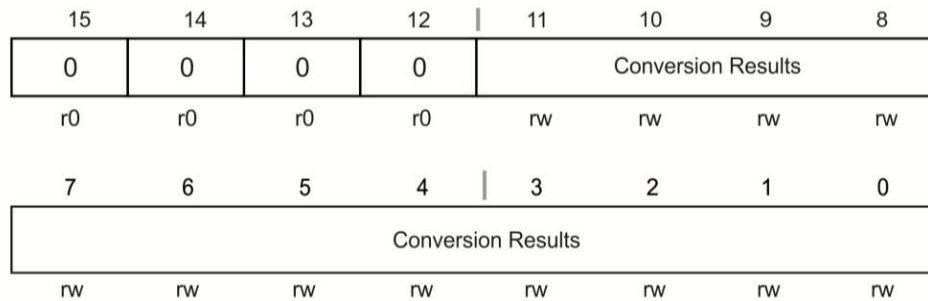 15 14 13 12 11 10 9 8
0 0 0 0 Conversion Results
r0 r0 r0 r0 rw rw rw rw
7 6 5 4 3 2 1 0
Conversion Results
rw rw rw rw rw rw rw rw